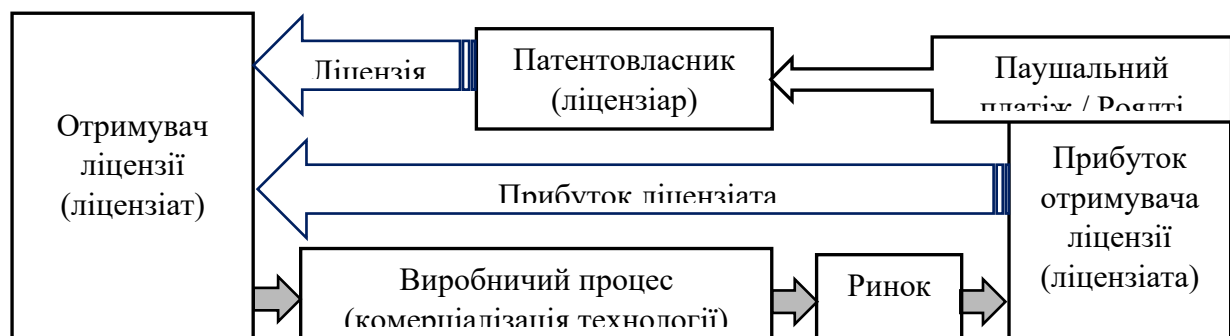 Отримувач
ліцензії
(ліцензіат)
Ліцензія
Патентовласник
(ліцензіар)
Паушальний
платіж / Роялті
Прибуток ліцензіата
Прибуток
отримувача
ліцензії
(ліцензіата)
Виробничий процес
(комерціалізація технології)
Ринок